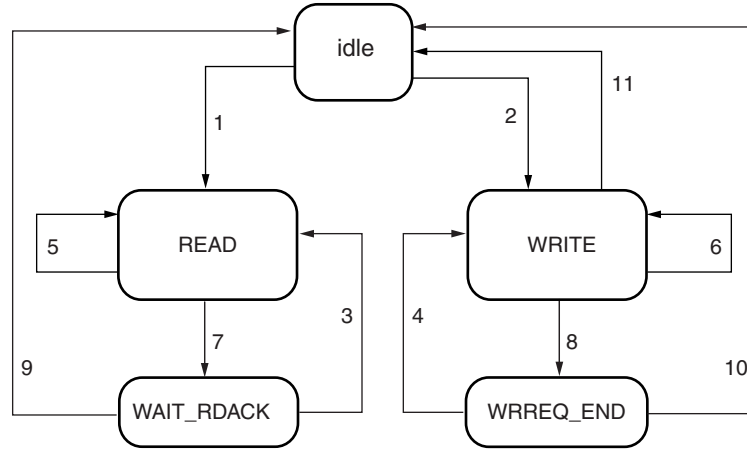 idle
11
1
2
READ
WRITE
5
6
3
4
7
8
9
10
WAIT_RDACK
WRREQ_END